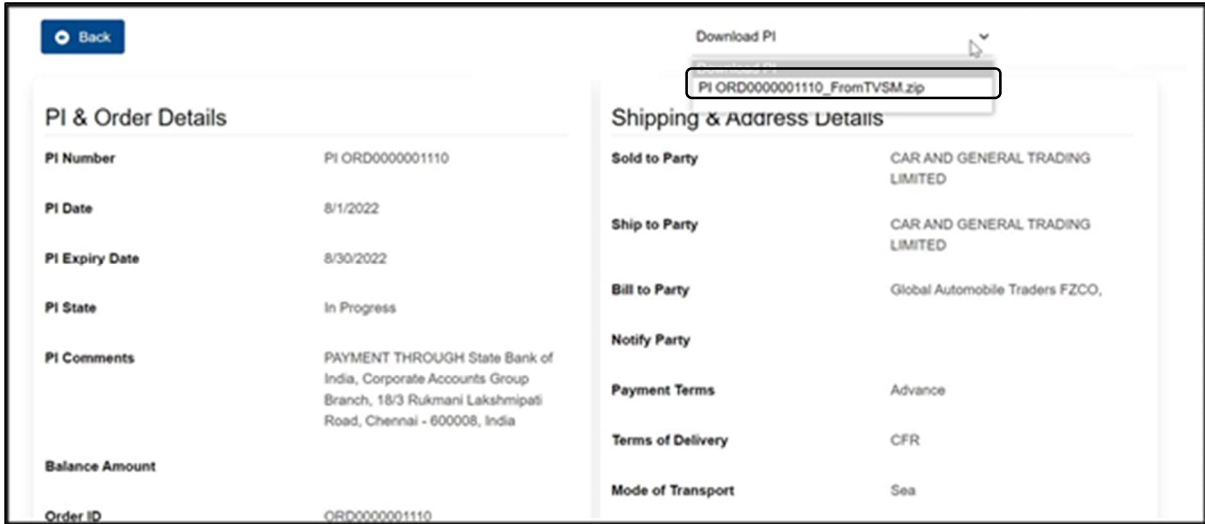 Back
Download PI
Download PI
PI ORD0000001110_FromTVSM.zip
PI & Order Details
PI Number PI ORD0000001110
PI Date 8/1/2022
PI Expiry Date 8/30/2022
PI State In Progress
PI Comments PAYMENT THROUGH State Bank of
India, Corporate Accounts Group
Branch, 18/3 Rukmani Lakshmipati
Road, Chennai - 600008, India
Balance Amount
Order ID ORD0000001110
Shipping & Address Details
Sold to Party CAR AND GENERAL TRADING
LIMITED
Ship to Party CAR AND GENERAL TRADING
LIMITED
Bill to Party Global Automobile Traders FZCO,
Notify Party
Payment Terms Advance
Terms of Delivery CFR
Mode of Transport Sea